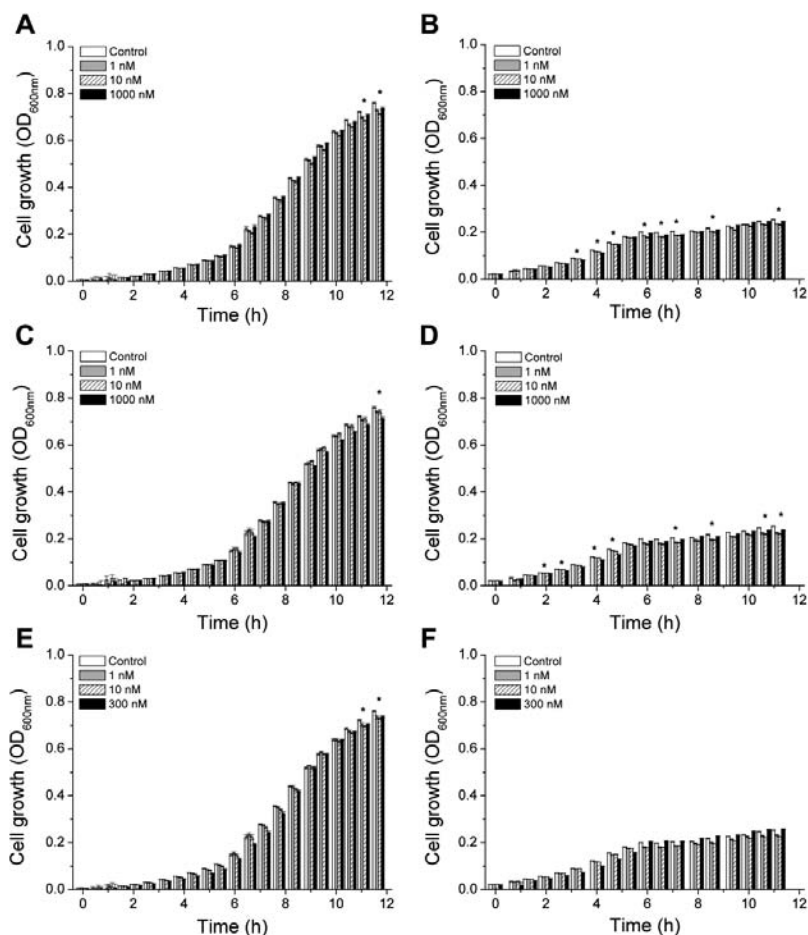 A
Control
1 nM
10 nM
1000 nM
* *
1.0
0.8
0.6
0.4
0.2
0.0
Cell growth (OD600nm)
0 2 4 6 8 10 12
Time (h)
B
Control
1 nM
10 nM
1000 nM
* * * * * * * *
1.0
0.8
0.6
0.4
0.2
0.0
Cell growth (OD600nm)
0 2 4 6 8 10 12
Time (h)
C
Control
1 nM
10 nM
1000 nM
*
1.0
0.8
0.6
0.4
0.2
0.0
Cell growth (OD600nm)
0 2 4 6 8 10 12
Time (h)
D
Control
1 nM
10 nM
1000 nM
* * * * * * * *
1.0
0.8
0.6
0.4
0.2
0.0
Cell growth (OD600nm)
0 2 4 6 8 10 12
Time (h)
E
Control
1 nM
10 nM
300 nM
* *
1.0
0.8
0.6
0.4
0.2
0.0
Cell growth (OD600nm)
0 2 4 6 8 10 12
Time (h)
F
Control
1 nM
10 nM
300 nM
1.0
0.8
0.6
0.4
0.2
0.0
Cell growth (OD600nm)
0 2 4 6 8 10 12
Time (h)